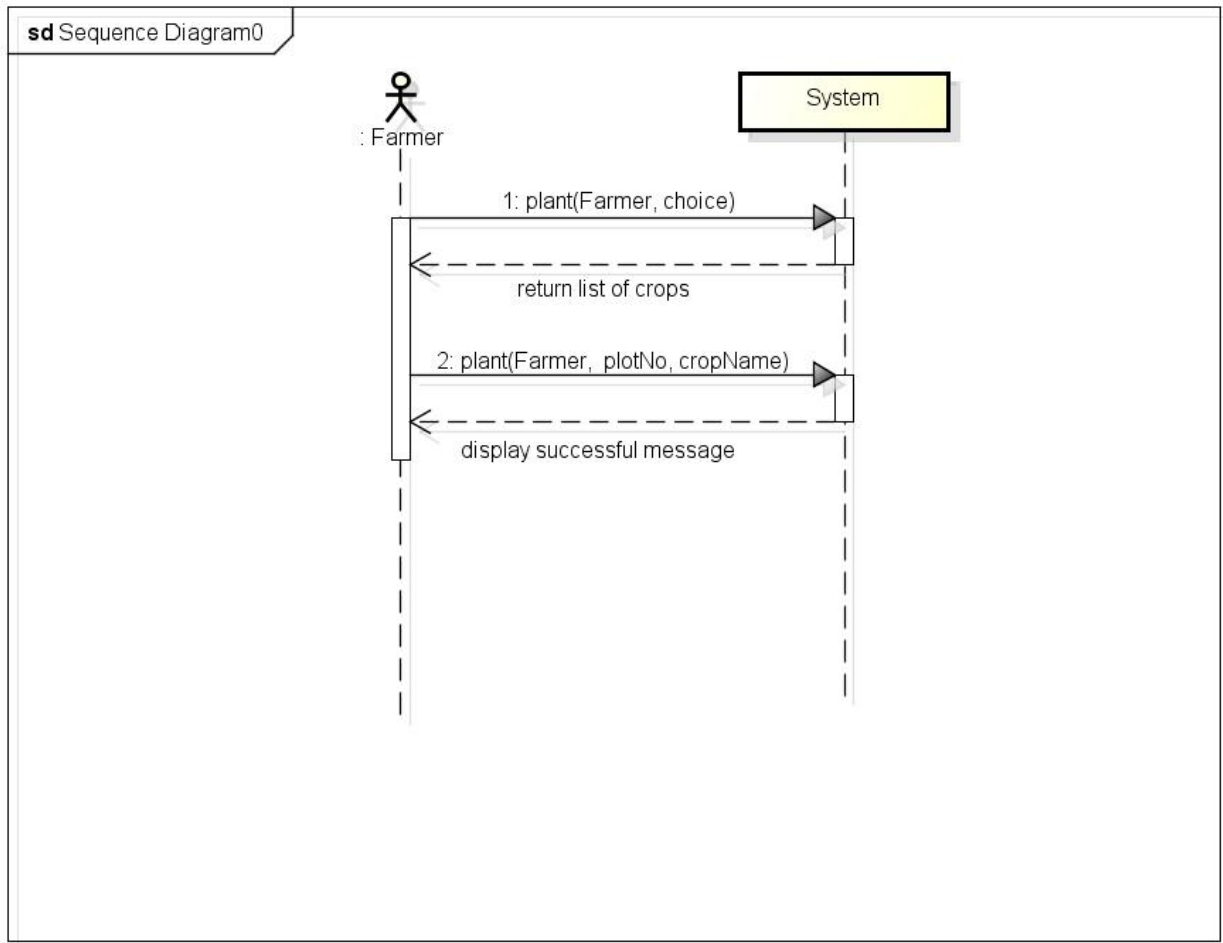 sd Sequence Diagram0
System
: Farmer
1: plant(Farmer, choice)
return list of crops
2: plant(Farmer, plotNo, cropName)
display successful message